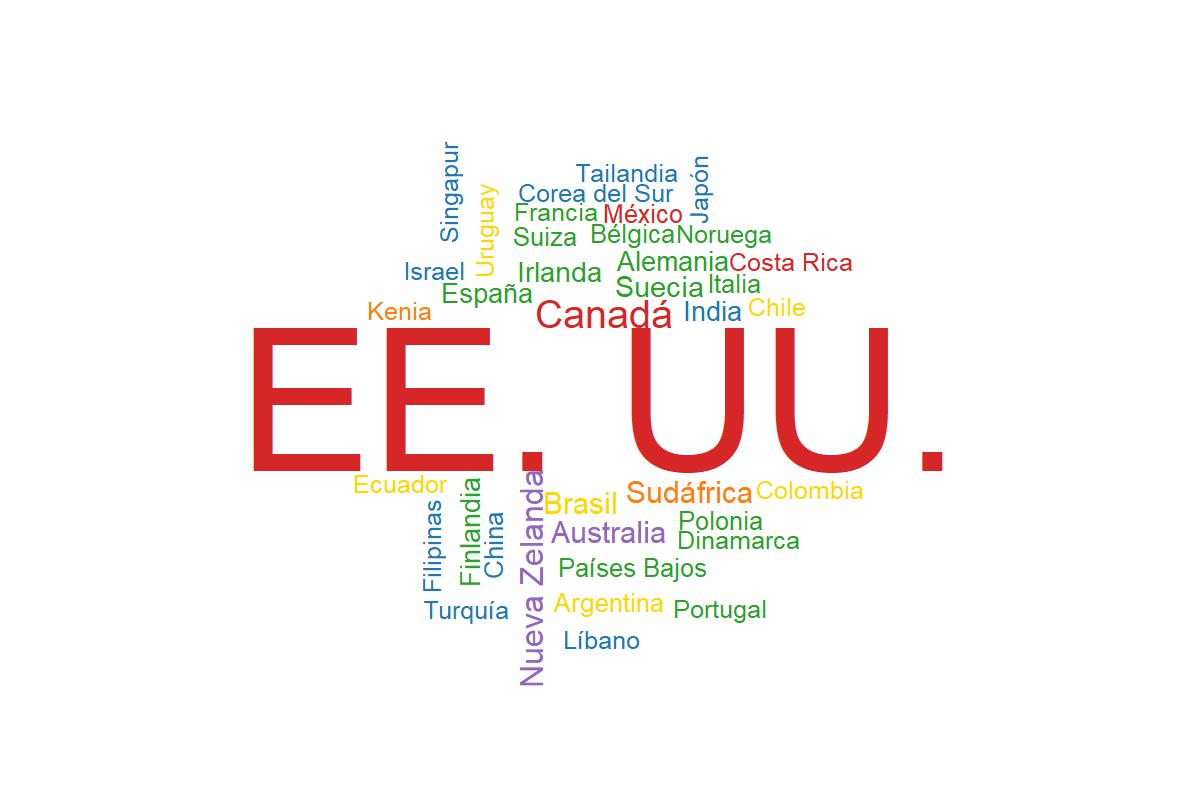 Singapur
Tailandia
Japón
Corea del Sur
Uruguay
Francia
México
Suiza
Bélgica
Noruega
Israel
Irlanda
Alemania
Costa Rica
España
Suecia
Italia
Kenia
Canadá
India
Chile
EE. UU.
Ecuador
Filipinas
Finlandia
China
Nueva Zelanda
Brasil
Sudáfrica
Colombia
Australia
Polonia
Dinamarca
Países Bajos
Turquía
Argentina
Portugal
Líbano